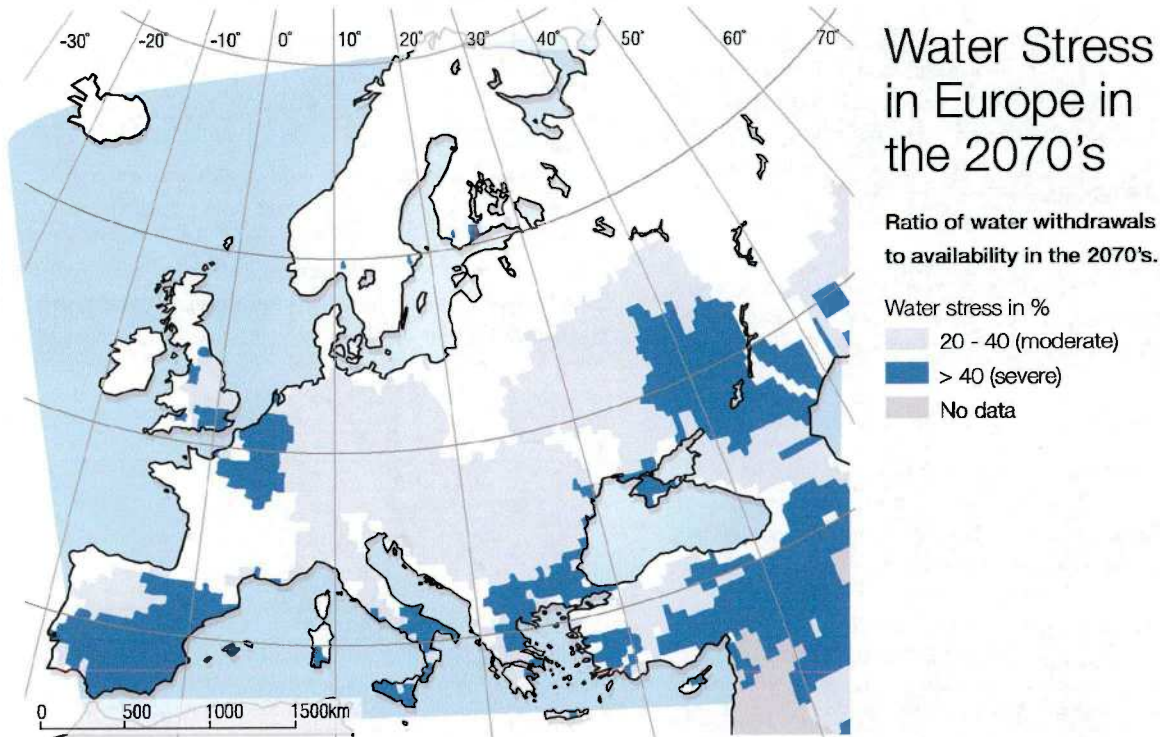 -30°
-20°
-10°
0°
10°
20°
30°
40°
50°
60°
70°
Water Stress
in Europe in
the 2070's
Ratio of water withdrawals
to availability in the 2070's.
Water stress in %
20 - 40 (moderate)
> 40 (severe)
No data
0 500 1000 1500km